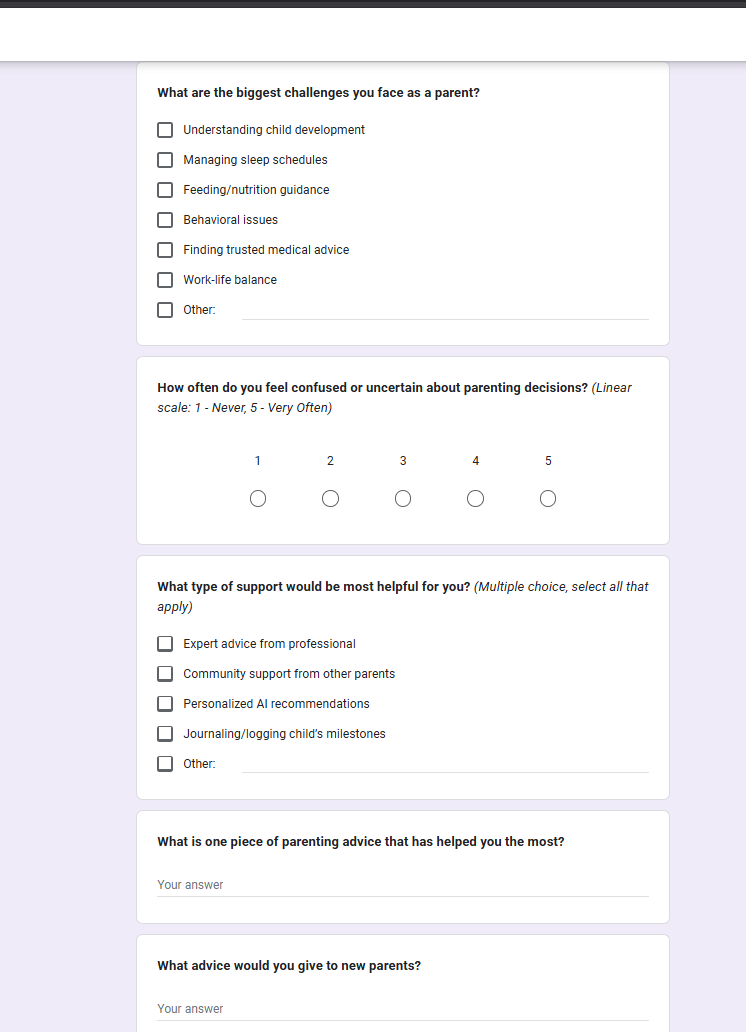 What are the biggest challenges you face as a parent?
Understanding child development
Managing sleep schedules
Feeding/nutrition guidance
Behavioral issues
Finding trusted medical advice
Work-life balance
Other:
How often do you feel confused or uncertain about parenting decisions? (Linear
scale: 1 - Never, 5 - Very Often)
1 2 3 4 5
What type of support would be most helpful for you? (Multiple choice, select all that
apply)
Expert advice from professional
Community support from other parents
Personalized AI recommendations
Journaling/logging child's milestones
Other:
What is one piece of parenting advice that has helped you the most?
Your answer
What advice would you give to new parents?
Your answer